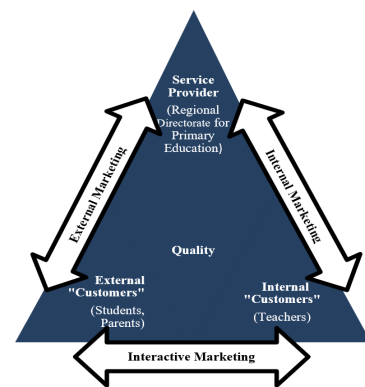 Service
Provider
(Regional
Directorate for
Primary
Education)
External Marketing
Internal Marketing
Quality
External
"Customers"
(Students,
Parents)
Internal
"Customers"
(Teachers)
Interactive Marketing